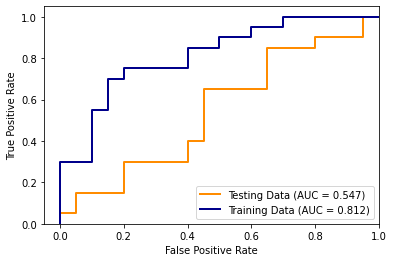 1.0
0.8
0.6
0.4
0.2
0.0
True Positive Rate
0.0 0.2 0.4 0.6 0.8 1.0
False Positive Rate
Testing Data (AUC = 0.547)
Training Data (AUC = 0.812)